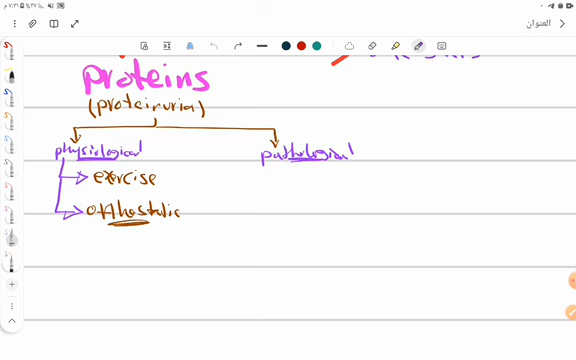 العنوان
Proteins
(proteinuria)
physiological pathological
exercise
orthostatic